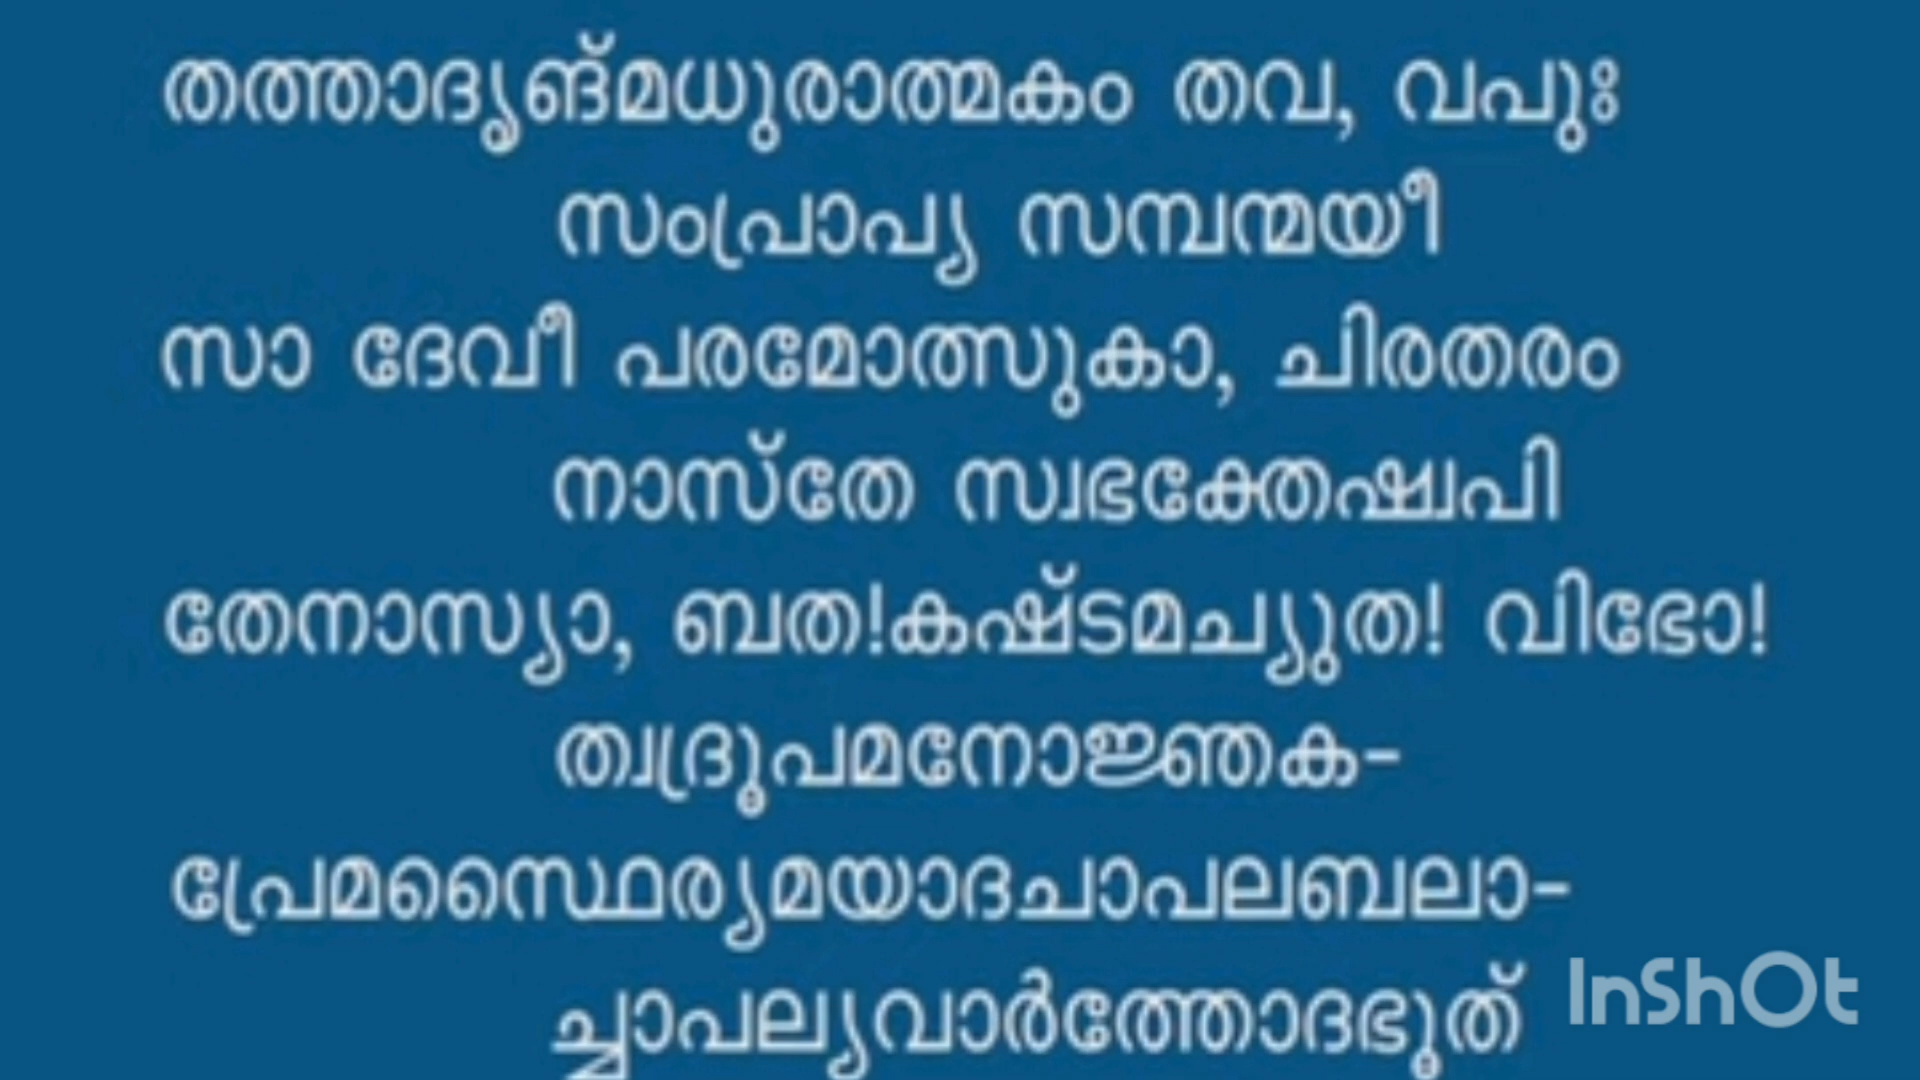 തത്താദൃങ്മധുരാത്മകം തവ, വപുഃ
സംപ്രാപ്യ സമ്പന്മയീ
സാ ദേവീ പരമോത്സുകാ, ചിരതരം
നാസ്തേ സ്വഭക്തേഷ്വപി
തേനാസ്യാ, ബത!കഷ്ടമച്യുത! വിഭോ!
ത്വദ്രൂപമനോജ്ഞക-
പ്രേമസ്ഥൈര്യമയാദചാപലബലാ-
ച്ചാപല്യവാർത്തോദഭൂത്
InShOt